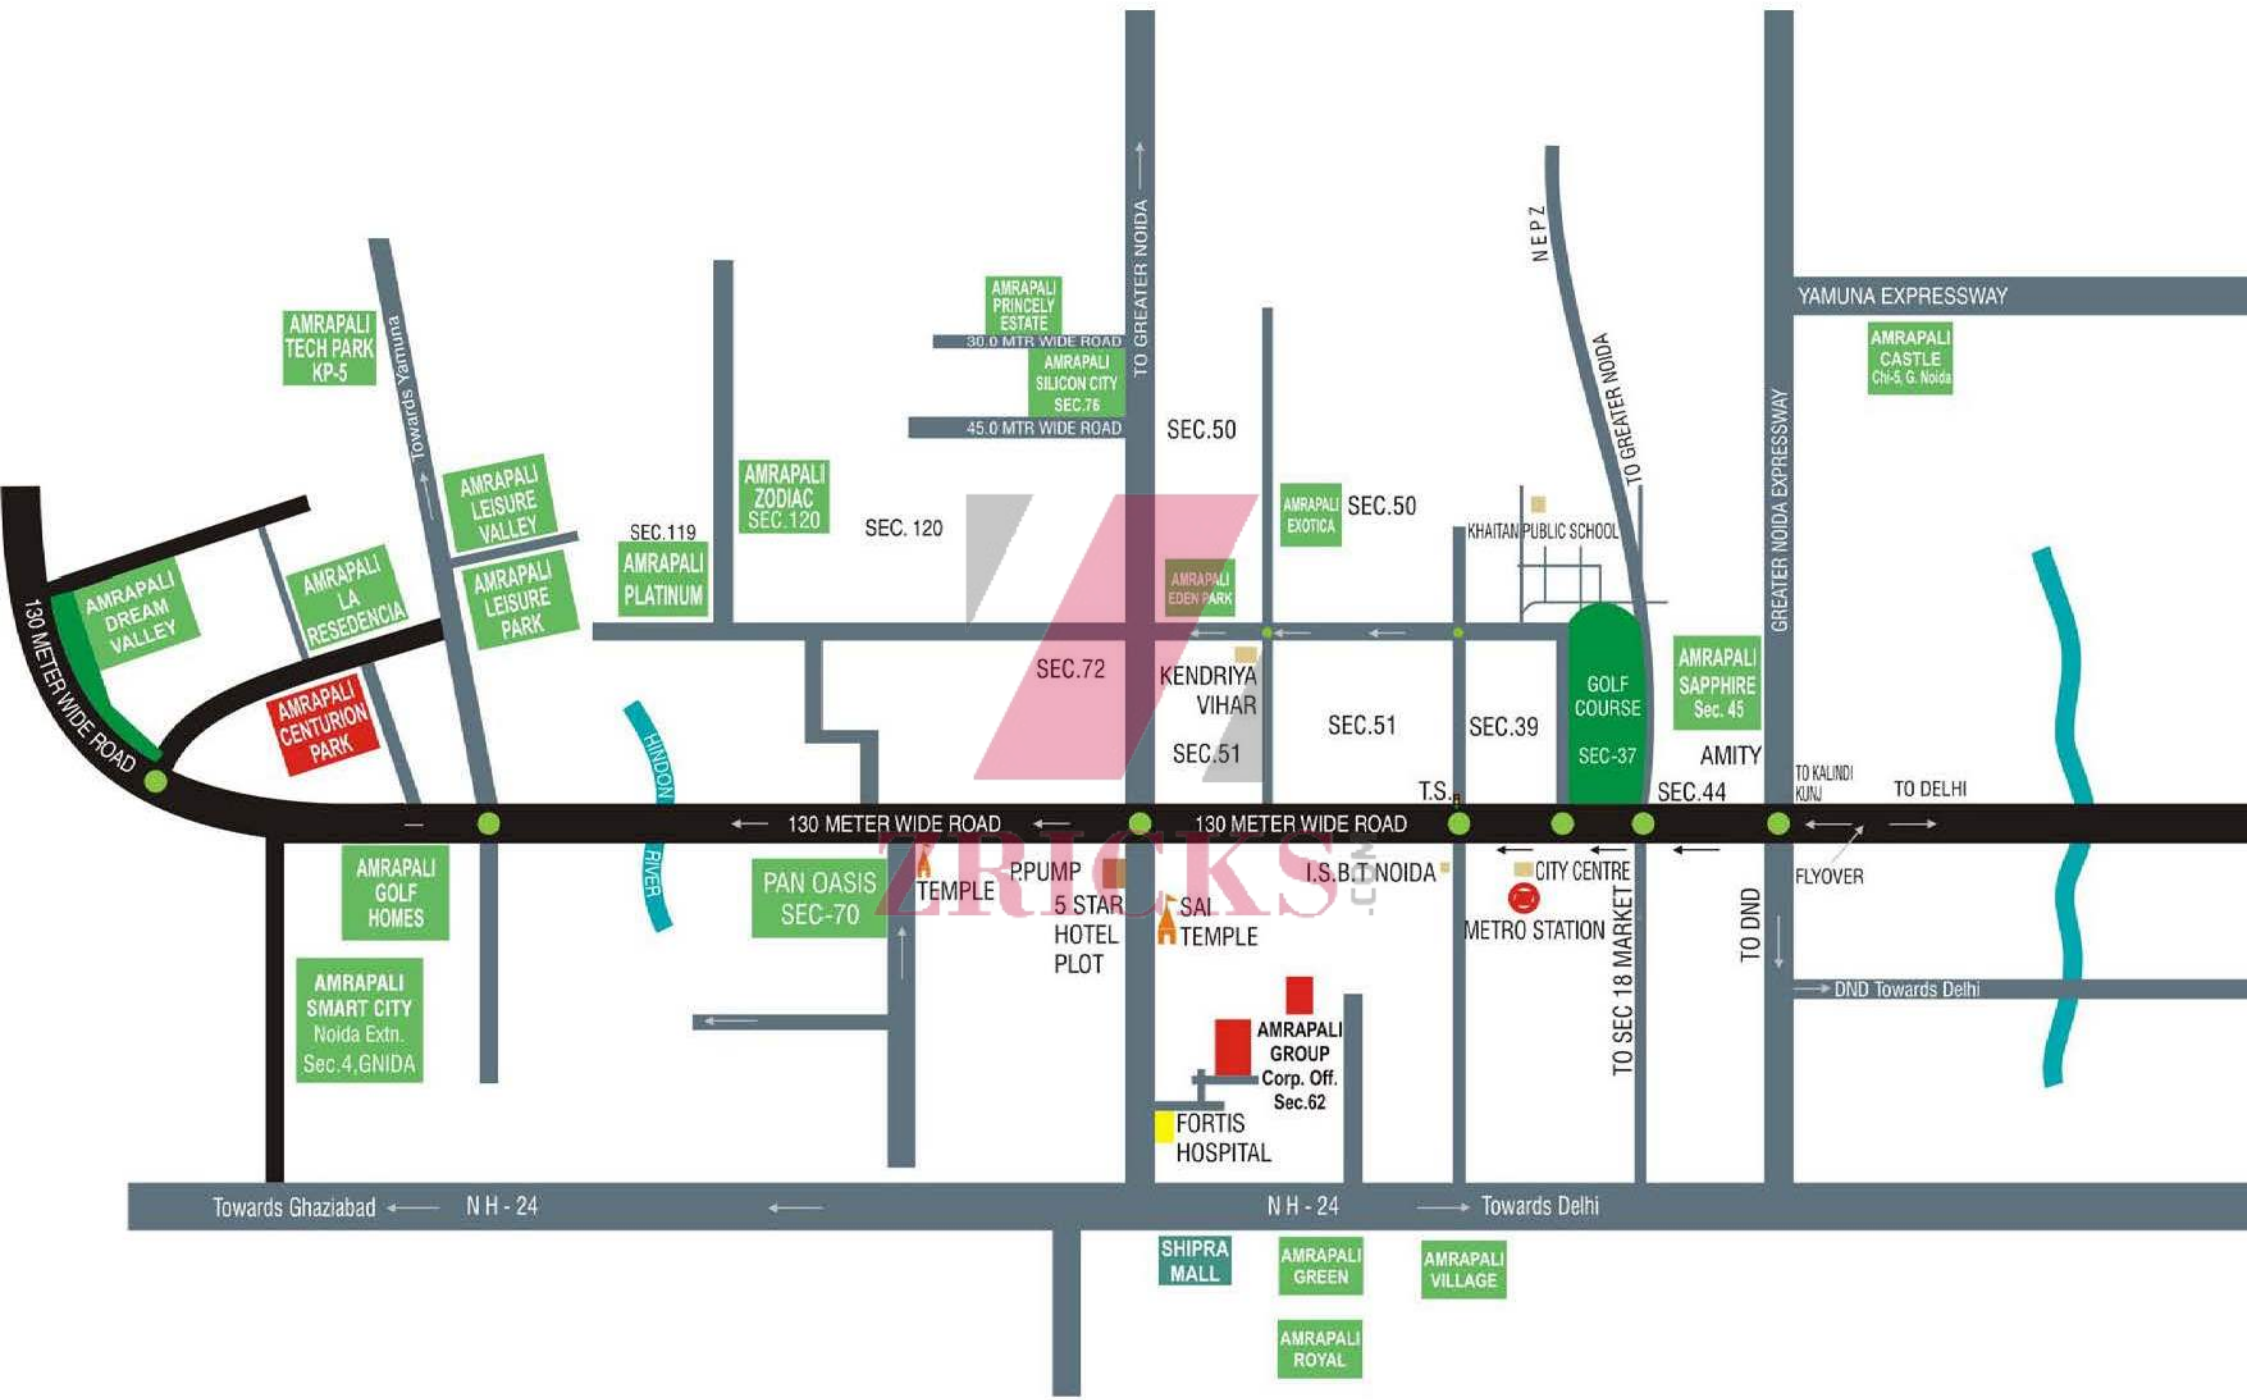 TO GREATER NOIDA
N E P Z
YAMUNA EXPRESSWAY
AMRAPALI
PRINCELY
ESTATE
30.0 MTR WIDE ROAD
AMRAPALI
TECH PARK
KP-5
Towards Yamuna
AMRAPALI
SILICON CITY
SEC.76
45.0 MTR WIDE ROAD
SEC.50
TO GREATER NOIDA
GREATER NOIDA EXPRESSWAY
AMRAPALI
CASTLE
Chi-5, G. Noida
AMRAPALI
LEISURE
VALLEY
AMRAPALI
ZODIAC
SEC.120
SEC. 120
SEC.119
AMRAPALI
PLATINUM
AMRAPALI
EXOTICA
SEC.50
KHAITAN PUBLIC SCHOOL
AMRAPALI
DREAM
VALLEY
AMRAPALI
LA
RESEDENCIA
AMRAPALI
LEISURE
PARK
AMRAPALI
EDEN PARK
130 METER WIDE ROAD
AMRAPALI
CENTURION
PARK
HINDON
RIVER
SEC.72
KENDRIYA
VIHAR
SEC.51
SEC.51
SEC.39
GOLF
COURSE
SEC-37
AMRAPALI
SAPPHIRE
Sec. 45
AMITY
SEC.44
T.S.
TO KALINDI
KUNJ
TO DELHI
130 METER WIDE ROAD
130 METER WIDE ROAD
ZRICKS
.COM
AMRAPALI
GOLF
HOMES
PAN OASIS
SEC-70
TEMPLE
P.PUMP
5 STAR
HOTEL
PLOT
SAI
TEMPLE
I.S.B.T NOIDA
CITY CENTRE
METRO STATION
TO SEC 18 MARKET
TO DND
FLYOVER
DND Towards Delhi
AMRAPALI
SMART CITY
Noida Extn.
Sec.4,GNIDA
AMRAPALI
GROUP
Corp. Off.
Sec.62
FORTIS
HOSPITAL
Towards Ghaziabad
N H - 24
N H - 24
Towards Delhi
SHIPRA
MALL
AMRAPALI
GREEN
AMRAPALI
VILLAGE
AMRAPALI
ROYAL